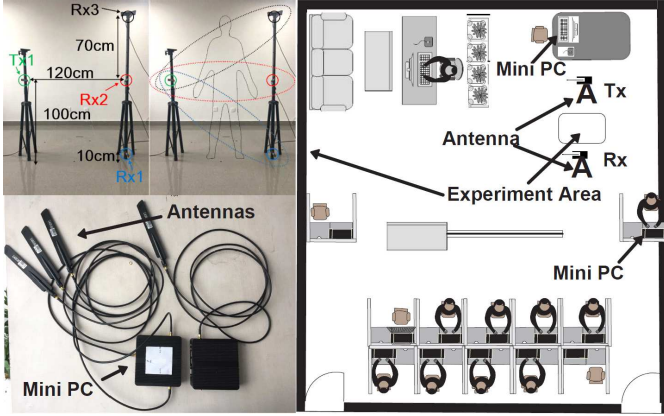 Rx3
70cm
Tx1
120cm
Rx2
100cm
10cm
Rx1
Antennas
Mini PC
Mini PC
Tx
Antenna
Rx
Experiment Area
Mini PC